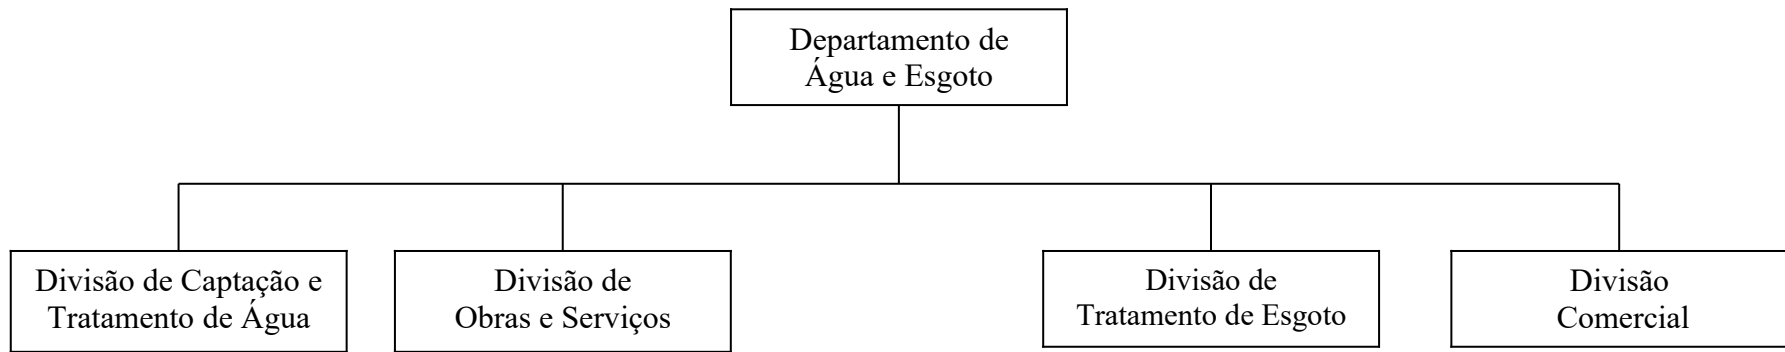 Departamento de
Água e Esgoto
Divisão de Captação e
Tratamento de Água
Divisão de
Obras e Serviços
Divisão de
Tratamento de Esgoto
Divisão
Comercial